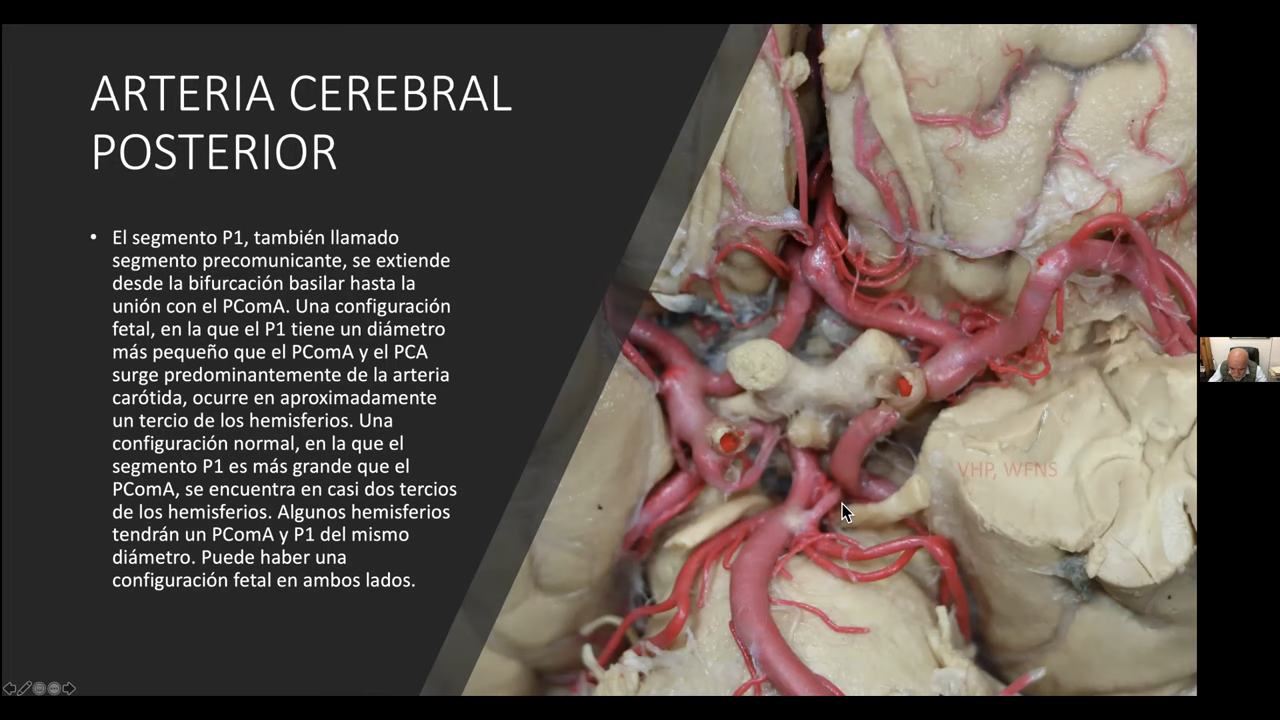 ARTERIA CEREBRAL
POSTERIOR
• El segmento P1, también llamado
segmento precomunicante, se extiende
desde la bifurcación basilar hasta la
unión con el PComA. Una configuración
fetal, en la que el P1 tiene un diámetro
más pequeño que el PComA y el PCA
surge predominantemente de la arteria
carótida, ocurre en aproximadamente
un tercio de los hemisferios. Una
configuración normal, en la que el
segmento P1 es más grande que el
PComA, se encuentra en casi dos tercios
de los hemisferios. Algunos hemisferios
tendrán un PComA y P1 del mismo
diámetro. Puede haber una
configuración fetal en ambos lados.
VHP, WFNS